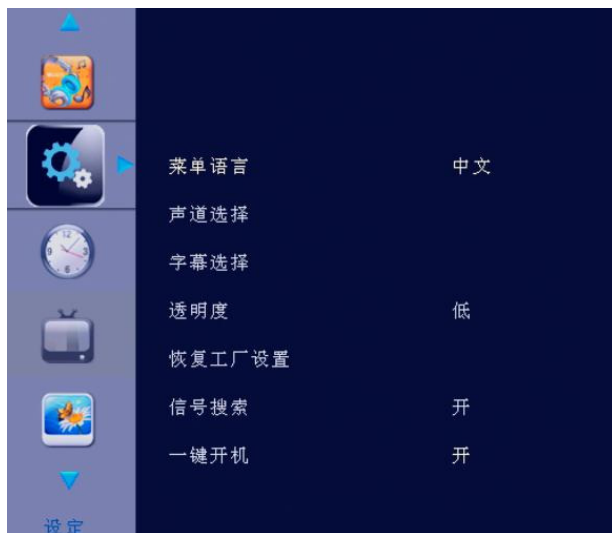 菜单语言 中文
声道选择
字幕选择
透明度 低
恢复工厂设置
信号搜索 开
一键开机 开
设定